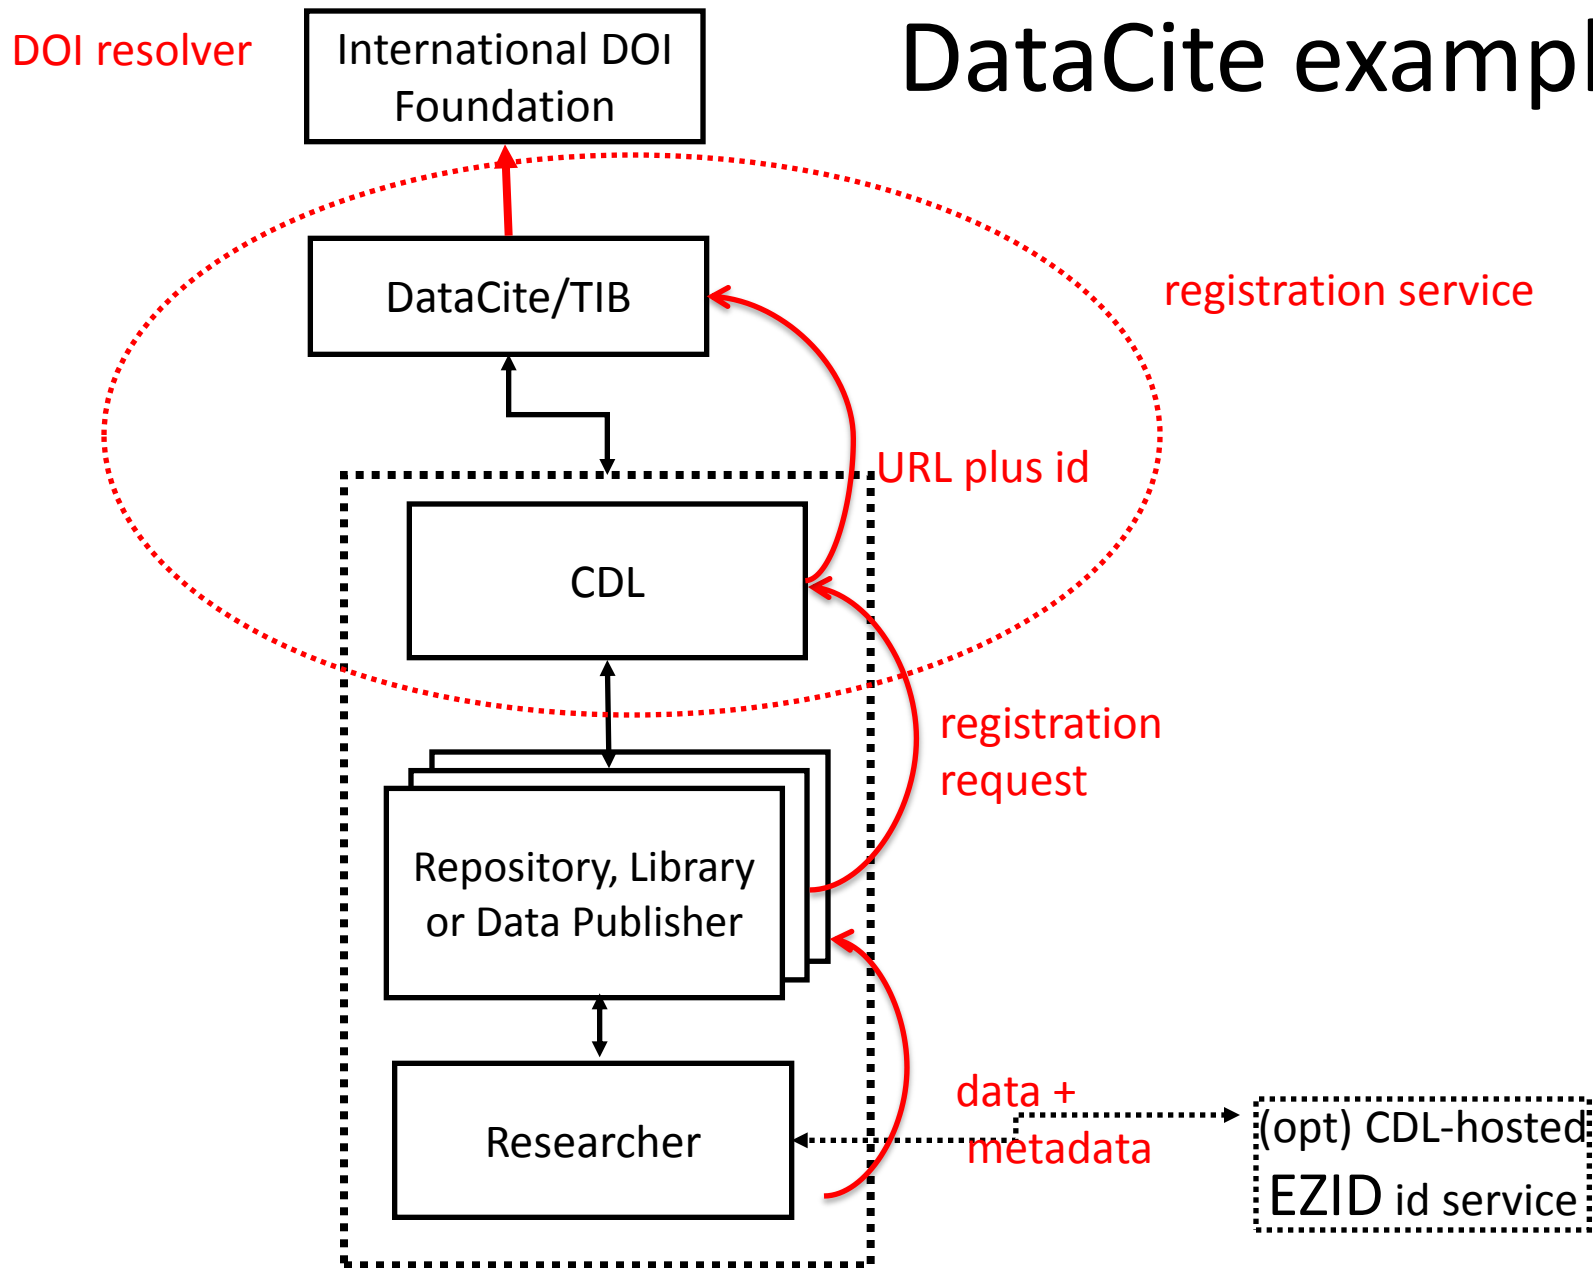 DOI resolver
International DOI
Foundation
DataCite exampl
DataCite/TIB
registration service
URL plus id
CDL
registration
request
Repository, Library
or Data Publisher
data +
metadata
Researcher
(opt) CDL-hosted
EZID id service